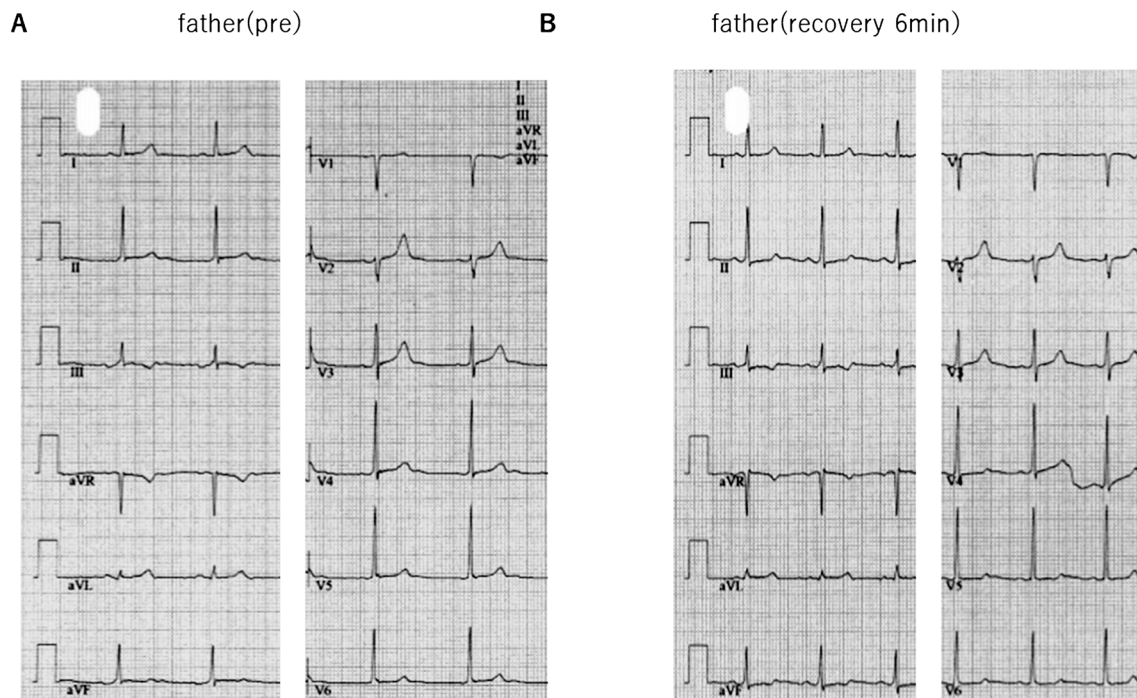 A father(pre) B father(recovery 6min)
I
II
III
aVR
aVL
aVF
V1
V2
V3
V4
V5
V6
I
II
III
aVR
aVL
aVF
I
II
III
aVR
aVL
aVF
V1
V2
V3
V4
V5
V6